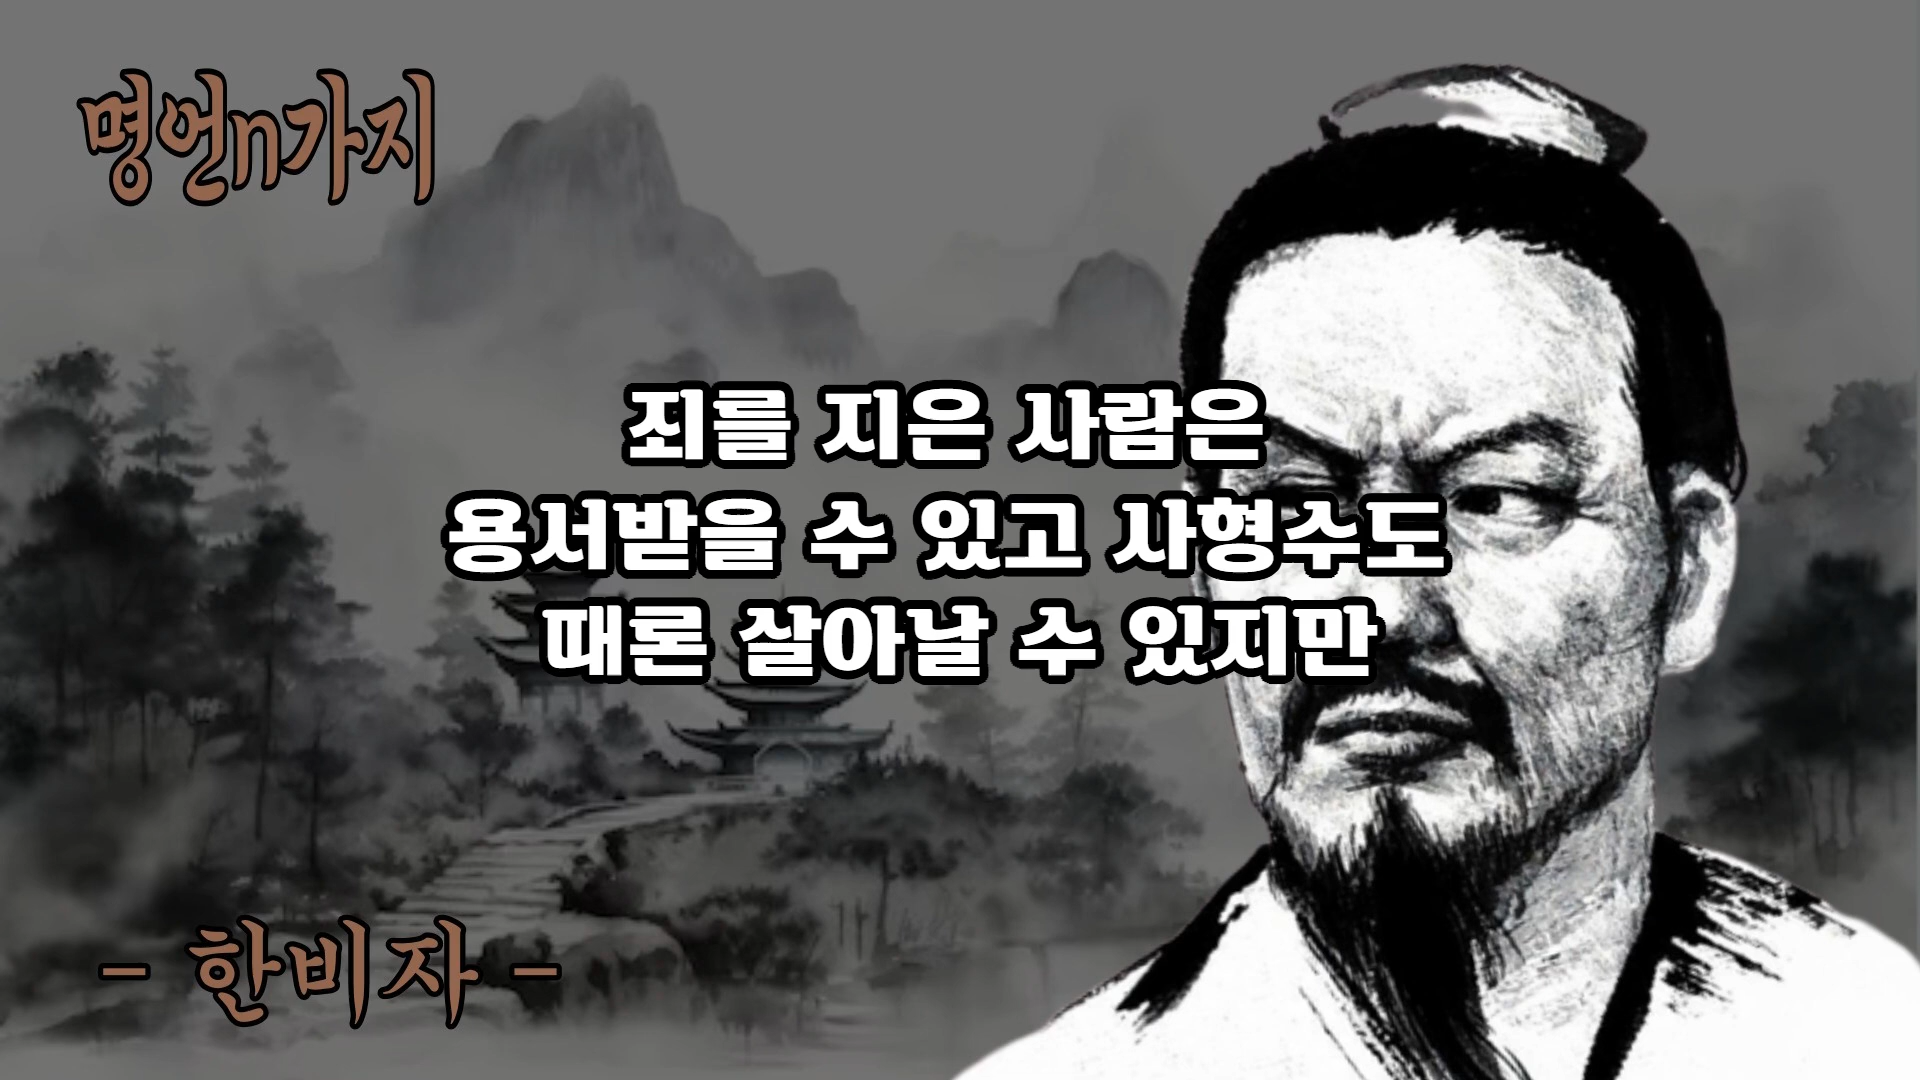 명언n가지
죄를 지은 사람은
용서받을 수 있고 사형수도
때론 살아날 수 있지만
- 한비자 -